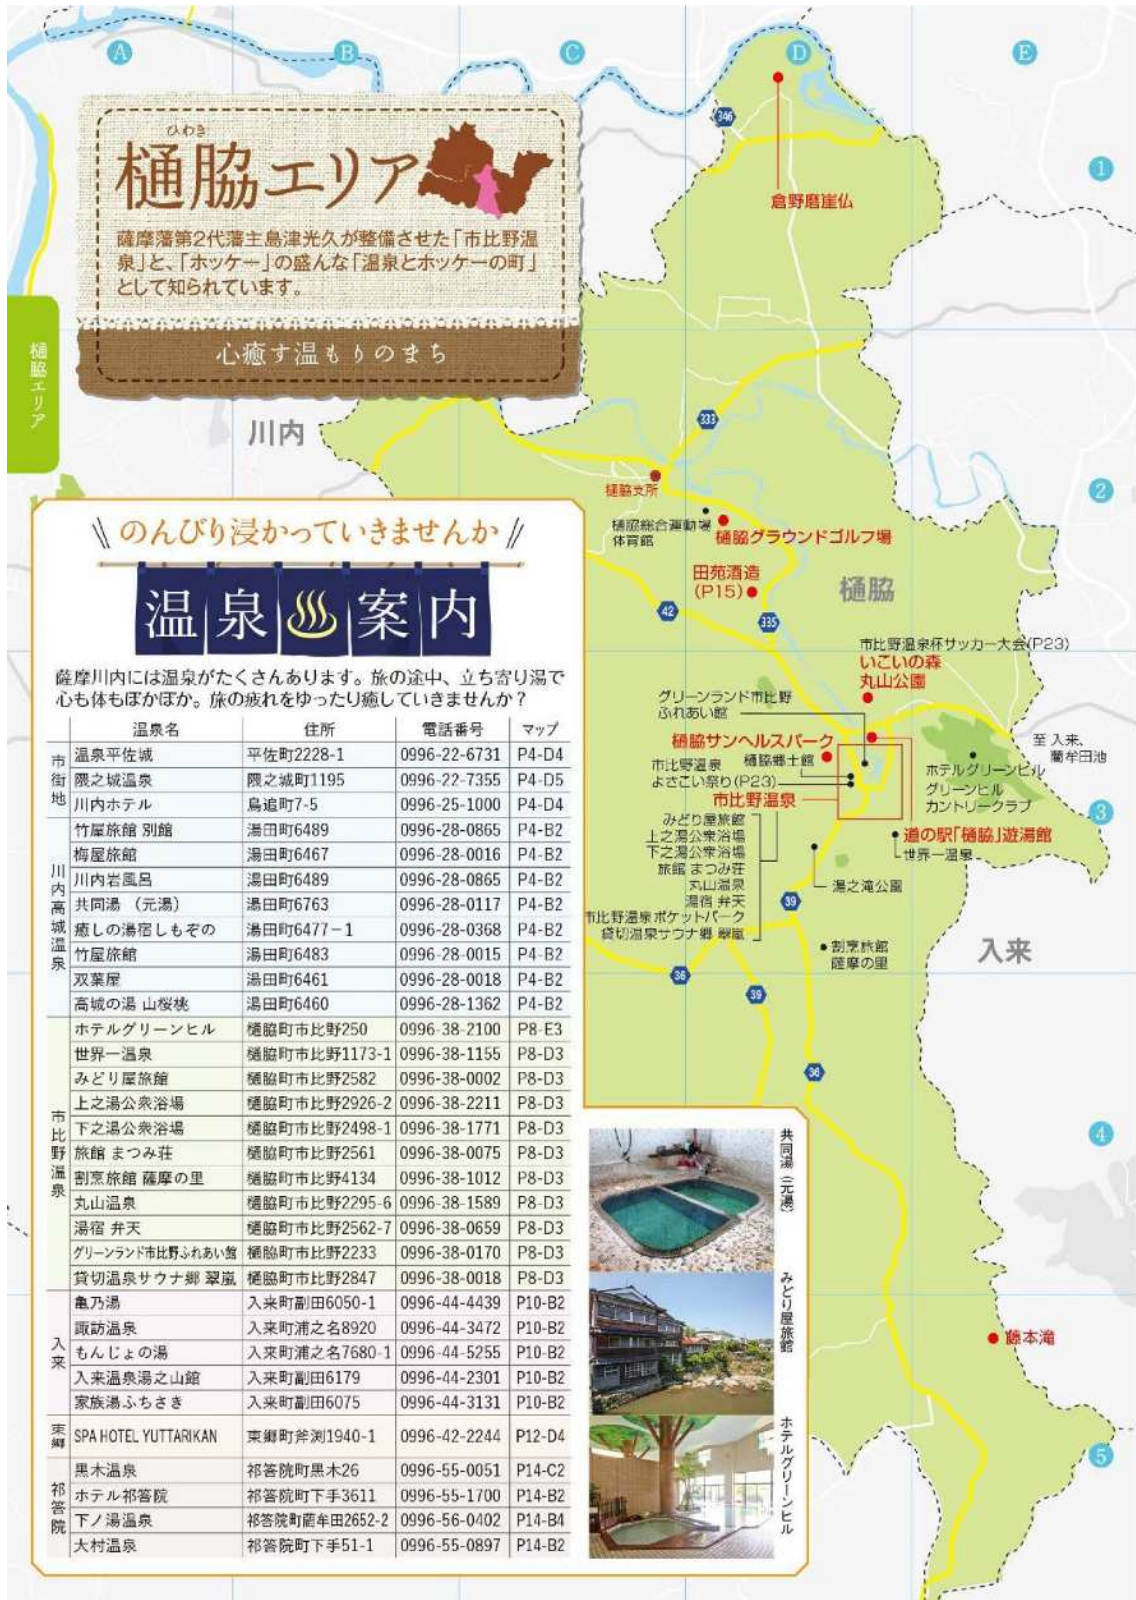 A
B
C
D
E
ひわき
樋脇エリア
薩摩藩第2代藩主島津光久が整備させた「市比野温
泉」と、「ホッケー」の盛んな「温泉とホッケーの町」
として知られています。
心癒す温もりのまち
樋脇エリア
346
1
倉野磨崖仏
川内
333
2
樋脇支所
樋脇総合運動場
体育館
樋脇グラウンドゴルフ場
田苑酒造
(P15)
樋脇
42
335
市比野温泉杯サッカー大会(P23)
いこいの森
丸山公園
グリーンランド市比野
ふれあい館
樋脇サンヘルスパーク
樋脇郷土館
市比野温泉
よさこい祭り(P23)
市比野温泉
至 入来、
藺牟田池
ホテルグリーンヒル
グリーンヒル
カントリークラブ
3
みどり屋旅館
上之湯公衆浴場
下之湯公衆浴場
旅館 まつみ荘
丸山温泉
湯宿 弁天
市比野温泉ポケットパーク
貸切温泉サウナ郷 翠嵐
道の駅「樋脇」遊湯館
世界一温泉
湯之滝公園
39
割烹旅館
薩摩の里
入来
36
39
36
4
藤本滝
5
のんびり浸かっていきませんか
温泉案内
薩摩川内には温泉がたくさんあります。旅の途中、立ち寄り湯で
心も体もぽかぽか。旅の疲れをゆったり癒していきませんか？
温泉名 住所 電話番号 マップ
市街地
温泉平佐城 平佐町2228-1 0996-22-6731 P4-D4
隈之城温泉 隈之城町1195 0996-22-7355 P4-D5
川内ホテル 鳥追町7-5 0996-25-1000 P4-D4
川内高城温泉
竹屋旅館 別館 湯田町6489 0996-28-0865 P4-B2
梅屋旅館 湯田町6467 0996-28-0016 P4-B2
川内岩風呂 湯田町6489 0996-28-0865 P4-B2
共同湯 （元湯） 湯田町6763 0996-28-0117 P4-B2
癒しの湯宿しもぞの 湯田町6477－1 0996-28-0368 P4-B2
竹屋旅館 湯田町6483 0996-28-0015 P4-B2
双葉屋 湯田町6461 0996-28-0018 P4-B2
高城の湯 山桜桃 湯田町6460 0996-28-1362 P4-B2
市比野温泉
ホテルグリーンヒル 樋脇町市比野250 0996-38-2100 P8-E3
世界一温泉 樋脇町市比野1173-1 0996-38-1155 P8-D3
みどり屋旅館 樋脇町市比野2582 0996-38-0002 P8-D3
上之湯公衆浴場 樋脇町市比野2926-2 0996-38-2211 P8-D3
下之湯公衆浴場 樋脇町市比野2498-1 0996-38-1771 P8-D3
旅館 まつみ荘 樋脇町市比野2561 0996-38-0075 P8-D3
割烹旅館 薩摩の里 樋脇町市比野4134 0996-38-1012 P8-D3
丸山温泉 樋脇町市比野2295-6 0996-38-1589 P8-D3
湯宿 弁天 樋脇町市比野2562-7 0996-38-0659 P8-D3
グリーンランド市比野ふれあい館 樋脇町市比野2233 0996-38-0170 P8-D3
貸切温泉サウナ郷 翠嵐 樋脇町市比野2847 0996-38-0018 P8-D3
入来
亀乃湯 入来町副田6050-1 0996-44-4439 P10-B2
諏訪温泉 入来町浦之名8920 0996-44-3472 P10-B2
もんじょの湯 入来町浦之名7680-1 0996-44-5255 P10-B2
入来温泉湯之山館 入来町副田6179 0996-44-2301 P10-B2
家族湯ふちさき 入来町副田6075 0996-44-3131 P10-B2
東郷
SPA HOTEL YUTTARIKAN 東郷町斧渕1940-1 0996-42-2244 P12-D4
祁答院
黒木温泉 祁答院町黒木26 0996-55-0051 P14-C2
ホテル祁答院 祁答院町下手3611 0996-55-1700 P14-B2
下ノ湯温泉 祁答院町藺牟田2652-2 0996-56-0402 P14-B4
大村温泉 祁答院町下手51-1 0996-55-0897 P14-B2
共同湯（元湯）
みどり屋旅館
ホテルグリーンヒル